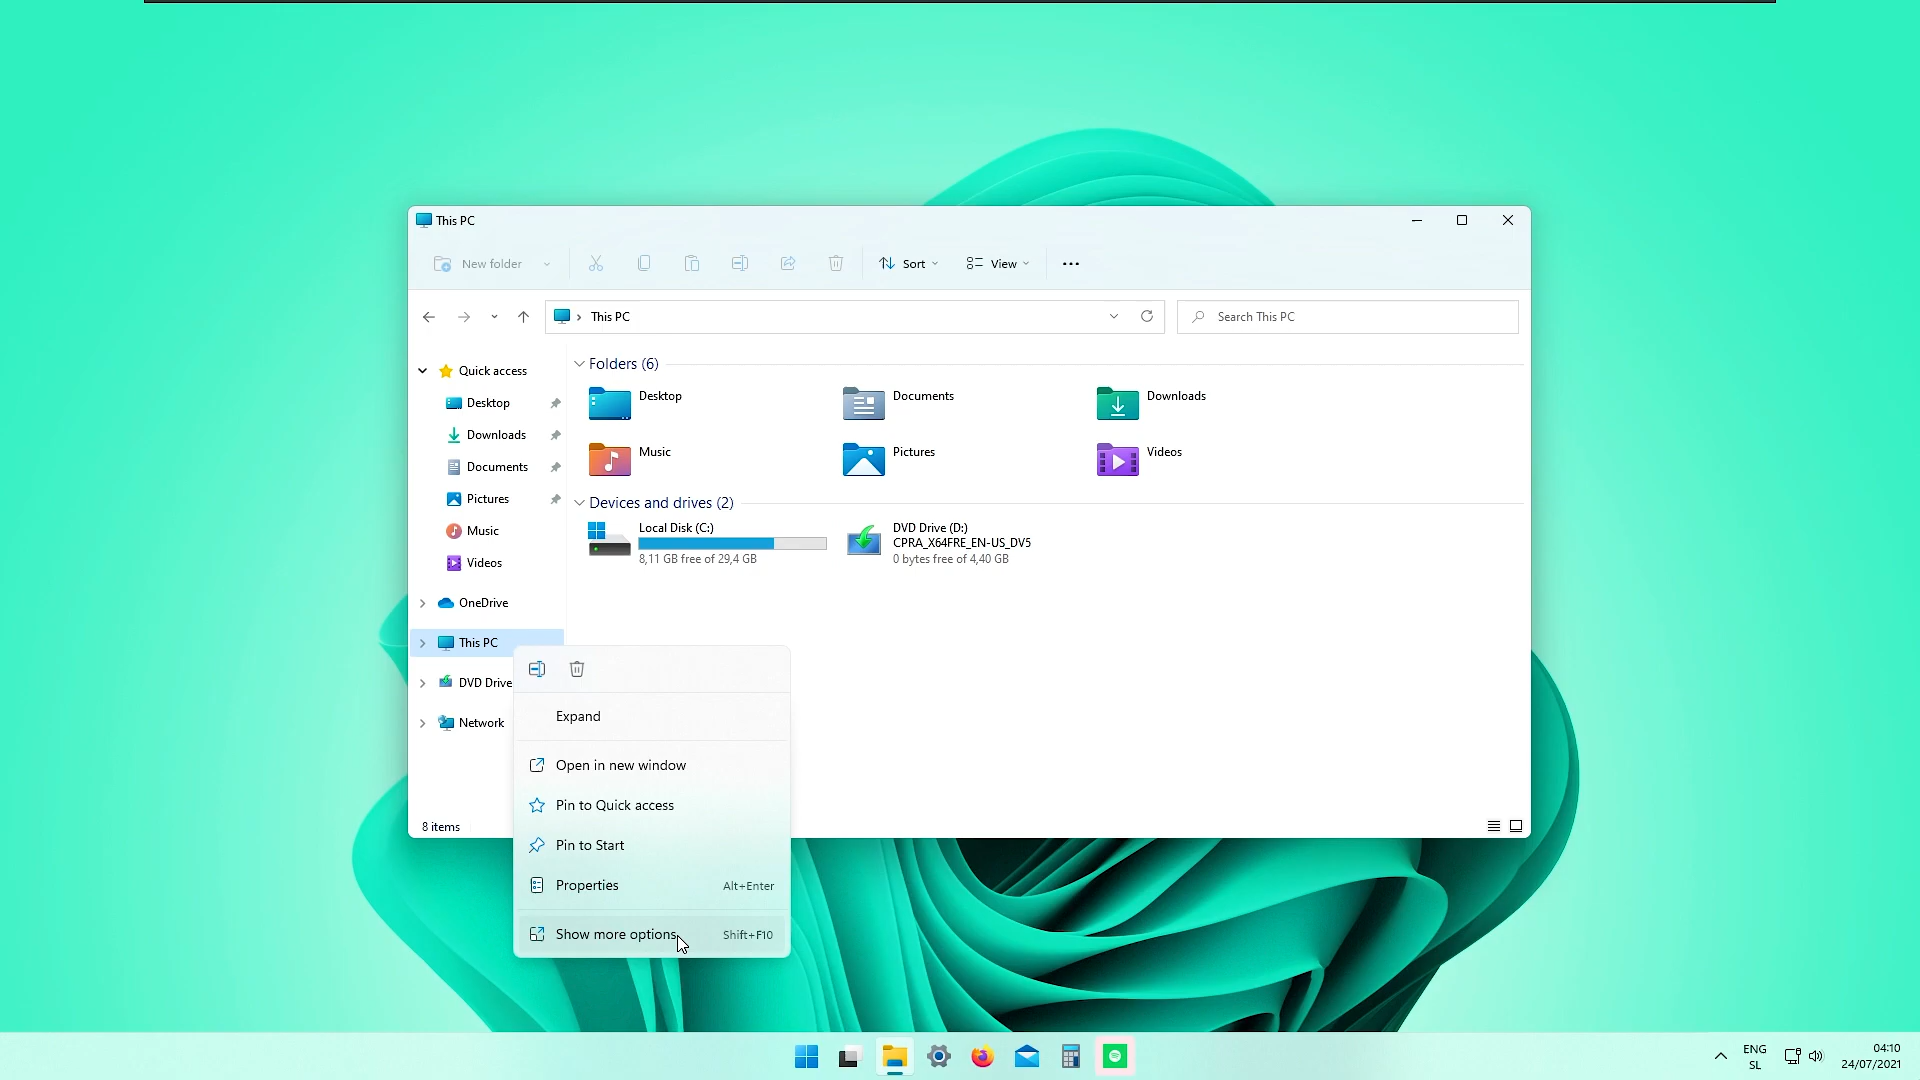 This PC
New folder
Sort
View
This PC
Search This PC
Quick access
Desktop
Downloads
Documents
Pictures
Music
Videos
OneDrive
This PC
DVD Drive
Network
Folders (6)
Desktop
Documents
Downloads
Music
Pictures
Videos
Devices and drives (2)
Local Disk (C:)
8,11 GB free of 29,4 GB
DVD Drive (D:)
CPRA_X64FRE_EN-US_DV5
0 bytes free of 4,40 GB
Expand
Open in new window
Pin to Quick access
Pin to Start
Properties Alt+Enter
Show more options Shift+F10
8 items
ENG
SL
04:10
24/07/2021